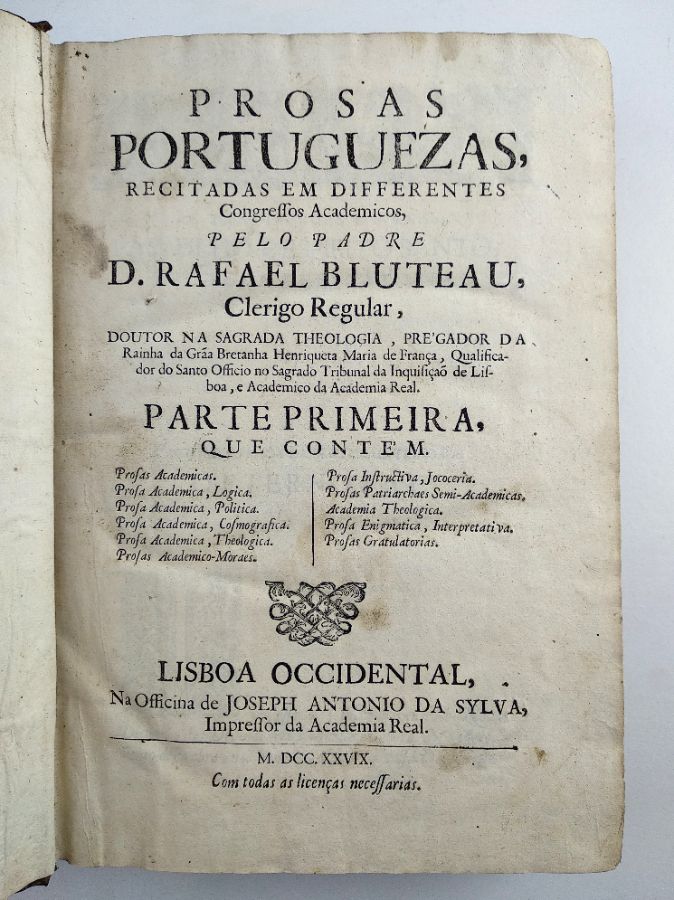 PROSAS
PORTUGUEZAS,
RECITADAS EM DIFFERENTES
Congreſſos Academicos,
PELO PADRE
D. RAFAEL BLUTEAU,
Clerigo Regular,
DOUTOR NA SAGRADA THEOLOGIA, PRE'GADOR DA
Rainha da Grãa Bretanha Henriqueta Maria de França, Qualifica-
dor do Santo Officio no Sagrado Tribunal da Inquiſiçaõ de Liſ-
boa, e Academico da Academia Real.
PARTE PRIMEIRA,
QUE CONTE'M.
Proſas Academicas.
Proſa Academica, Logica.
Proſa Academica, Politica.
Proſa Academica, Coſmografica.
Proſa Academica, Theologica.
Proſas Academico-Moraes.
Proſa Inſtructiva, Jococeria.
Proſas Patriarchaes Semi-Academicas.
Academia Theologica.
Proſa Enigmatica, Interpretativa.
Proſas Gratulatorias.
LISBOA OCCIDENTAL,
Na Officina de JOSEPH ANTONIO DA SYLVA,
Impreſſor da Academia Real.
M. DCC. XXVIX.
Com todas as licenças neceſſarias.